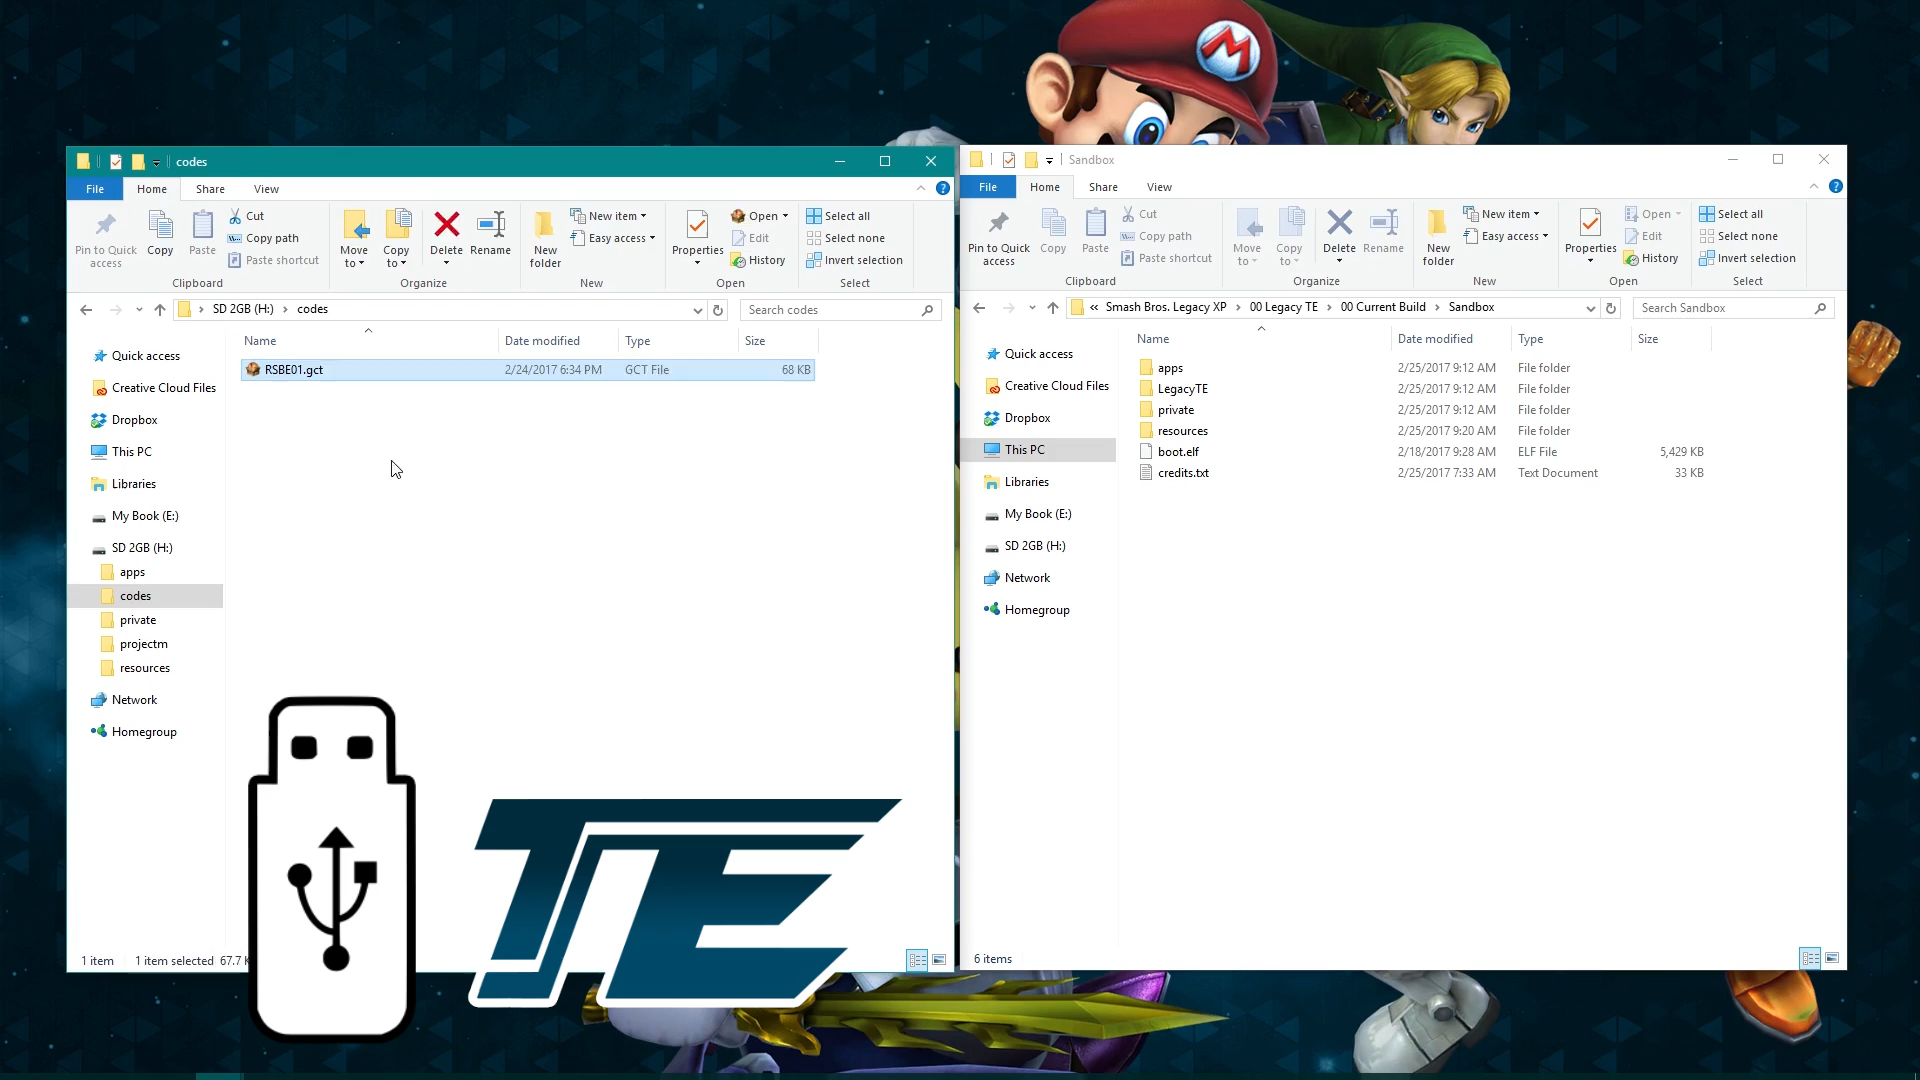 codes
File
Home
Share
View
Pin to Quick
access
Copy
Paste
Cut
Copy path
Paste shortcut
Clipboard
Move
to
Copy
to
Delete
Rename
Organize
New
folder
New item
Easy access
New
Properties
Open
Edit
History
Open
Select all
Select none
Invert selection
Select
SD 2GB (H:) codes
Search codes
Name Date modified Type Size
RSBE01.gct 2/24/2017 6:34 PM GCT File 68 KB
Quick access
Creative Cloud Files
Dropbox
This PC
Libraries
My Book (E:)
SD 2GB (H:)
apps
codes
private
projectm
resources
Network
Homegroup
1 item 1 item selected 67.7
TE
Sandbox
File
Home
Share
View
Pin to Quick
access
Copy
Paste
Cut
Copy path
Paste shortcut
Clipboard
Move
to
Copy
to
Delete
Rename
Organize
New
folder
New item
Easy access
New
Properties
Open
Edit
History
Open
Select all
Select none
Invert selection
Select
« Smash Bros. Legacy XP 00 Legacy TE 00 Current Build Sandbox
Search Sandbox
Name Date modified Type Size
apps 2/25/2017 9:12 AM File folder
LegacyTE 2/25/2017 9:12 AM File folder
private 2/25/2017 9:12 AM File folder
resources 2/25/2017 9:20 AM File folder
boot.elf 2/18/2017 9:28 AM ELF File 5,429 KB
credits.txt 2/25/2017 7:33 AM Text Document 33 KB
Quick access
Creative Cloud Files
Dropbox
This PC
Libraries
My Book (E:)
SD 2GB (H:)
Network
Homegroup
6 items
M